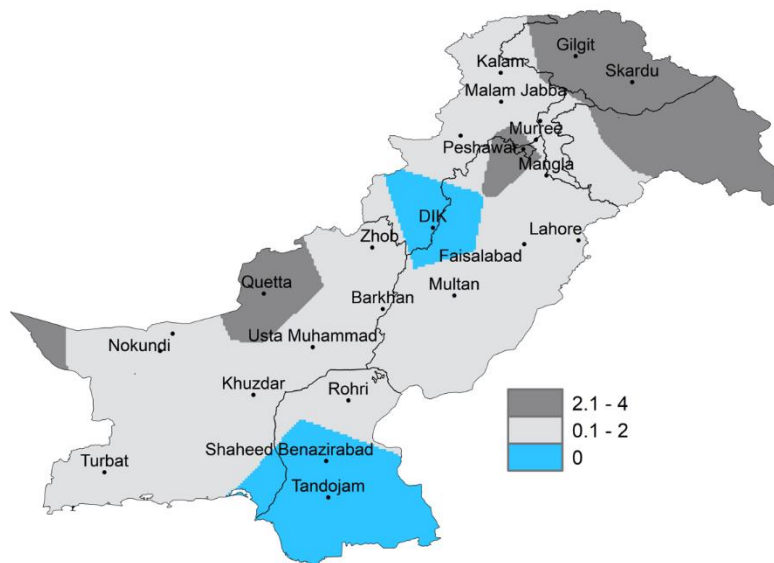 Gilgit
Kalam
Skardu
Malam Jabba
Murree
Peshawar
Mangla
DIK
Zhob
Lahore
Faisalabad
Quetta
Multan
Barkhan
Nokundi
Usta Muhammad
Khuzdar
Rohri
2.1 - 4
0.1 - 2
0
Shaheed Benazirabad
Turbat
Tandojam